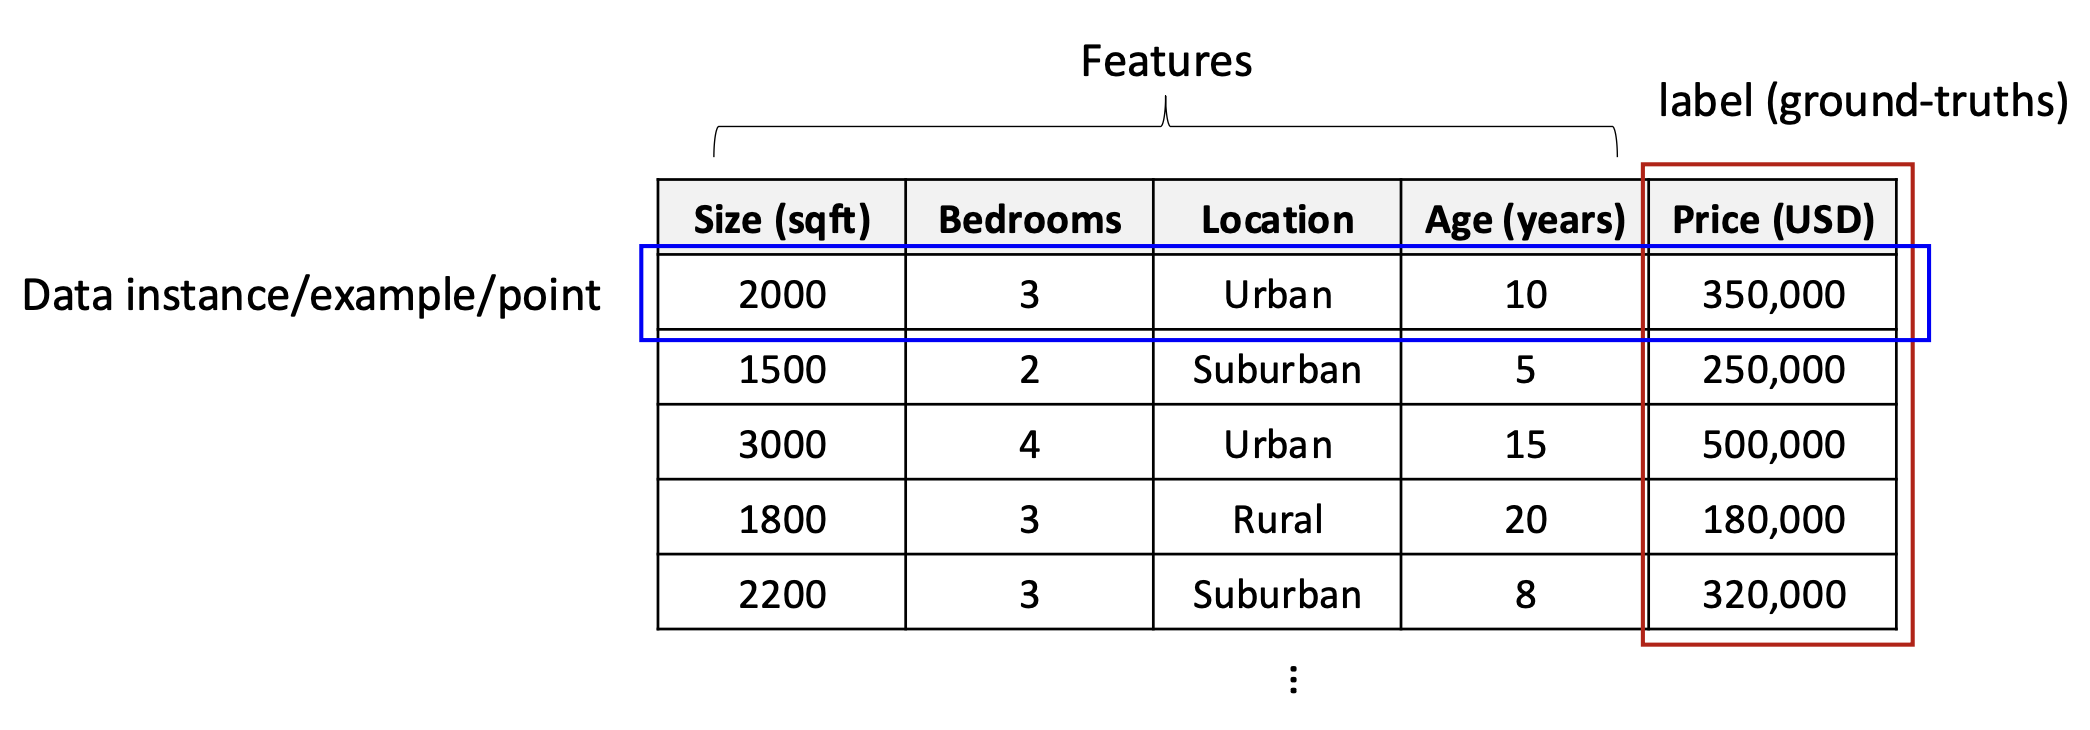 Features
label (ground-truths)
Size (sqft) Bedrooms Location Age (years) Price (USD)
Data instance/example/point 2000 3 Urban 10 350,000
1500 2 Suburban 5 250,000
3000 4 Urban 15 500,000
1800 3 Rural 20 180,000
2200 3 Suburban 8 320,000
⋮